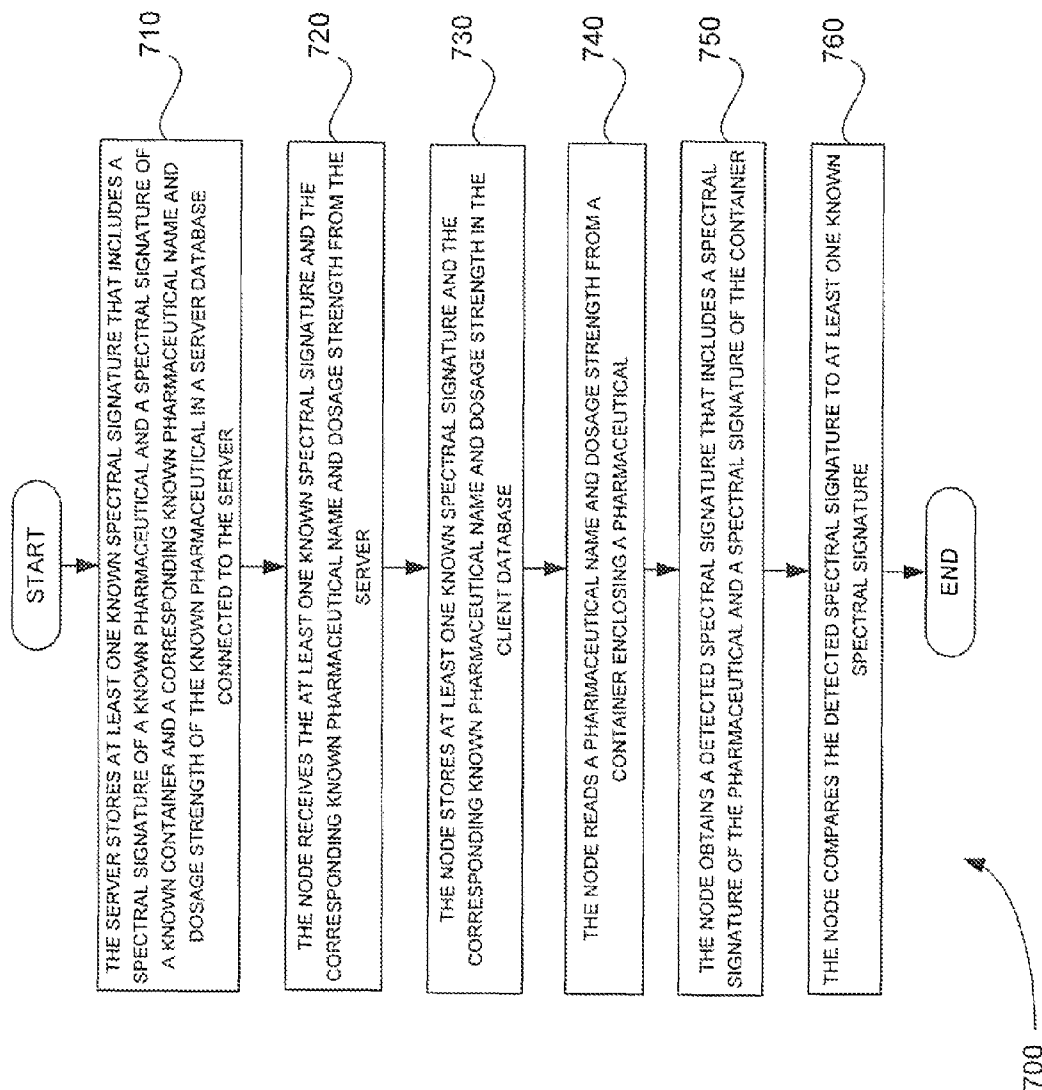 START
THE SERVER STORES AT LEAST ONE KNOWN SPECTRAL SIGNATURE THAT INCLUDES A
SPECTRAL SIGNATURE OF A KNOWN PHARMACEUTICAL AND A SPECTRAL SIGNATURE OF
A KNOWN CONTAINER AND A CORRESPONDING KNOWN PHARMACEUTICAL NAME AND
DOSAGE STRENGTH OF THE KNOWN PHARMACEUTICAL IN A SERVER DATABASE
CONNECTED TO THE SERVER
710
THE NODE RECEIVES THE AT LEAST ONE KNOWN SPECTRAL SIGNATURE AND THE
CORRESPONDING KNOWN PHARMACEUTICAL NAME AND DOSAGE STRENGTH FROM THE
SERVER
720
THE NODE STORES AT LEAST ONE KNOWN SPECTRAL SIGNATURE AND THE
CORRESPONDING KNOWN PHARMACEUTICAL NAME AND DOSAGE STRENGTH IN THE
CLIENT DATABASE
730
THE NODE READS A PHARMACEUTICAL NAME AND DOSAGE STRENGTH FROM A
CONTAINER ENCLOSING A PHARMACEUTICAL
740
THE NODE OBTAINS A DETECTED SPECTRAL SIGNATURE THAT INCLUDES A SPECTRAL
SIGNATURE OF THE PHARMACEUTICAL AND A SPECTRAL SIGNATURE OF THE CONTAINER
750
THE NODE COMPARES THE DETECTED SPECTRAL SIGNATURE TO AT LEAST ONE KNOWN
SPECTRAL SIGNATURE
760
END
700